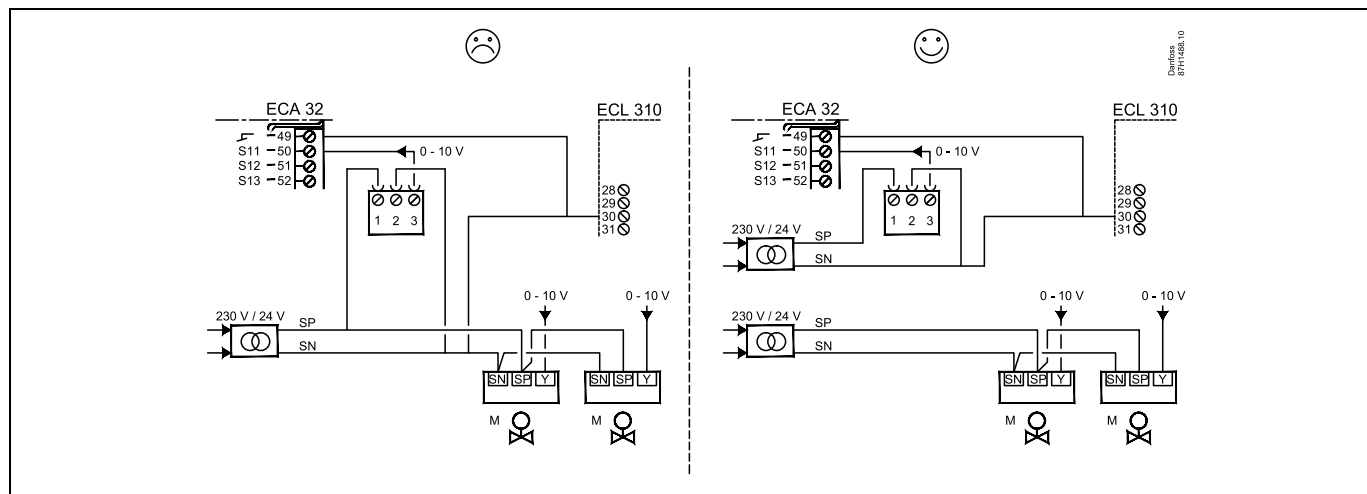 Danfoss
87H1488.10
ECA 32
ECL 310
49
S11 50
0 - 10 V
S12 51
S13 52
1 2 3
28
29
30
31
230 V / 24 V
SP
SN
0 - 10 V
0 - 10 V
SN SP Y
SN SP Y
M
M
ECA 32
ECL 310
49
S11 50
0 - 10 V
S12 51
S13 52
1 2 3
28
29
30
31
230 V / 24 V
SP
SN
230 V / 24 V
SP
SN
0 - 10 V
0 - 10 V
SN SP Y
SN SP Y
M
M